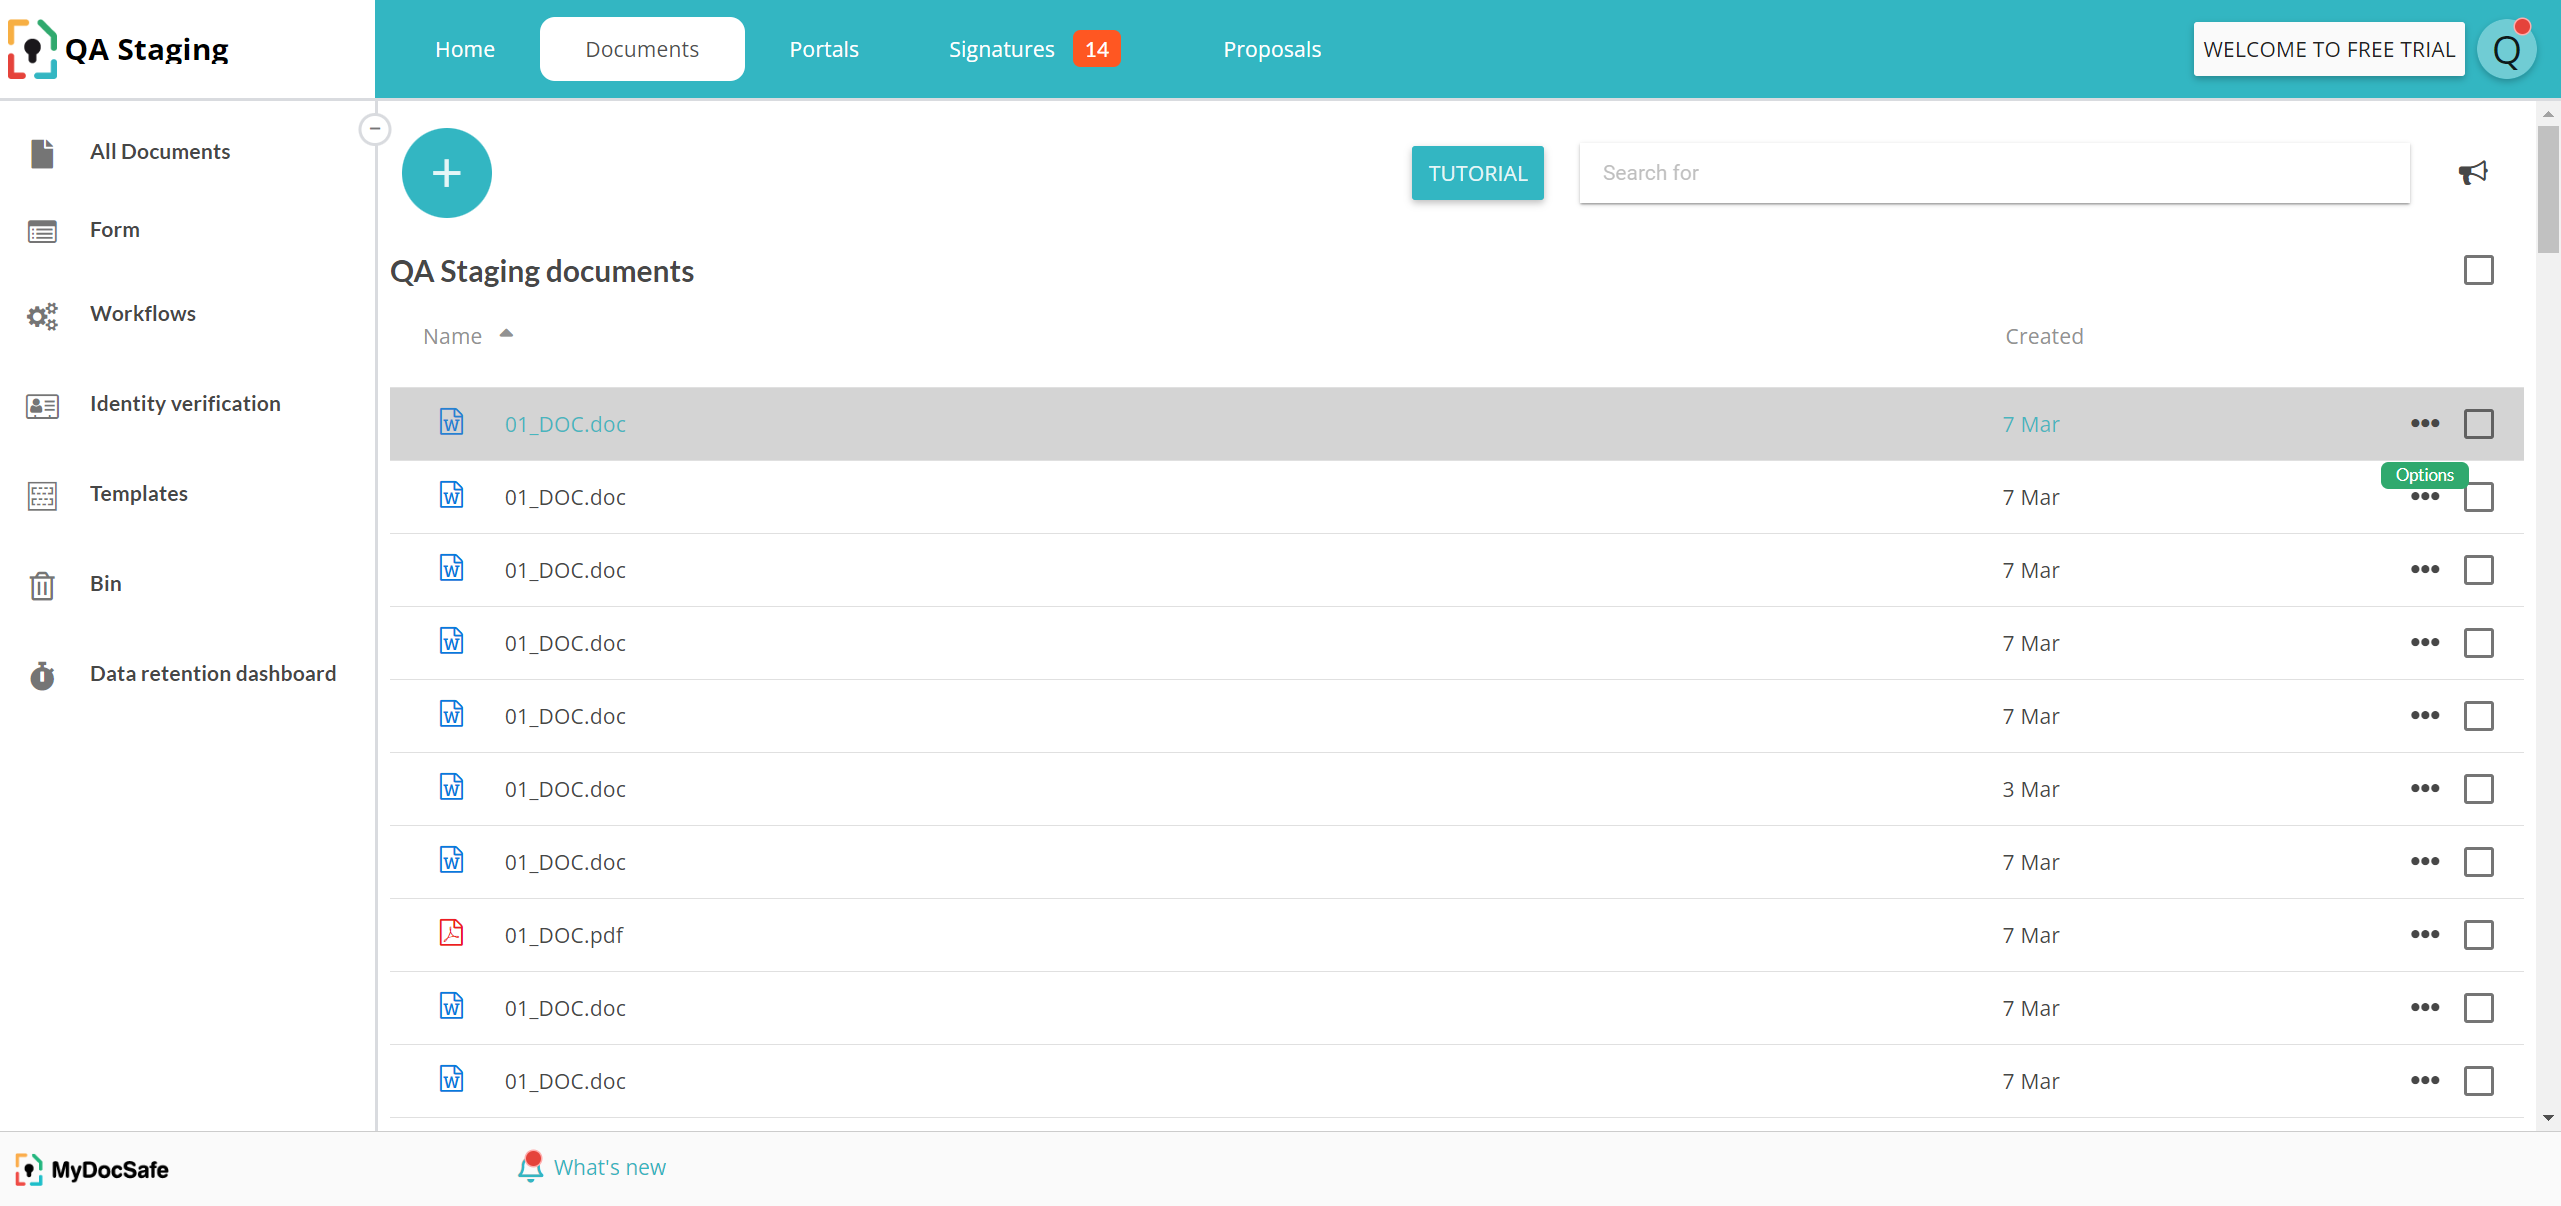 QA Staging
Home
Documents
Portals
Signatures 14
Proposals
WELCOME TO FREE TRIAL
Q
All Documents
Form
Workflows
Identity verification
Templates
Bin
Data retention dashboard
TUTORIAL
Search for
QA Staging documents
Name
Created
01_DOC.doc 7 Mar
Options
01_DOC.doc 7 Mar
01_DOC.doc 7 Mar
01_DOC.doc 7 Mar
01_DOC.doc 7 Mar
01_DOC.doc 3 Mar
01_DOC.doc 7 Mar
01_DOC.pdf 7 Mar
01_DOC.doc 7 Mar
01_DOC.doc 7 Mar
MyDocSafe
What's new